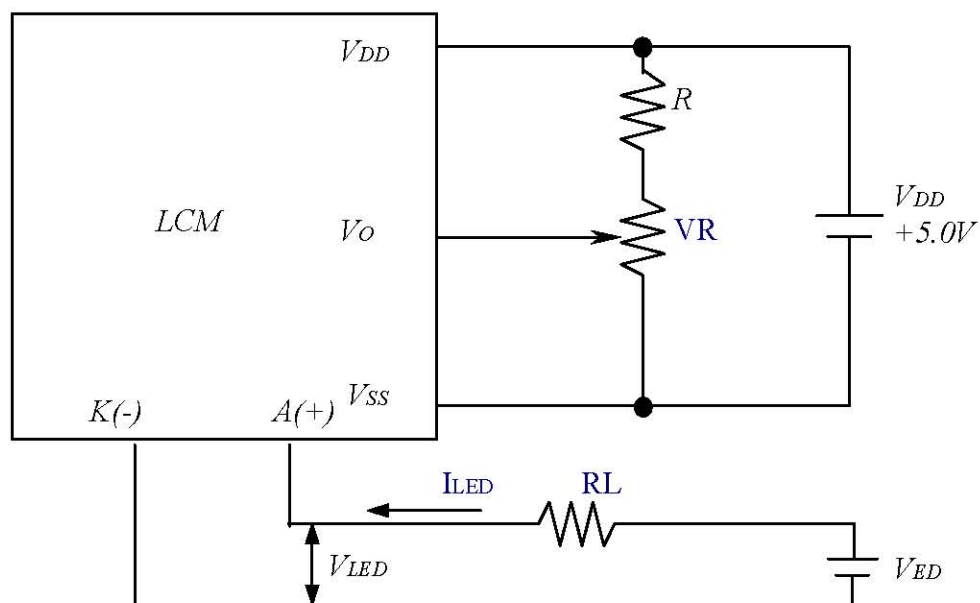 VDD
R
LCM
VO
VR
VDD
+5.0V
VSS
K(-)
A(+)
ILED
RL
VLED
VED